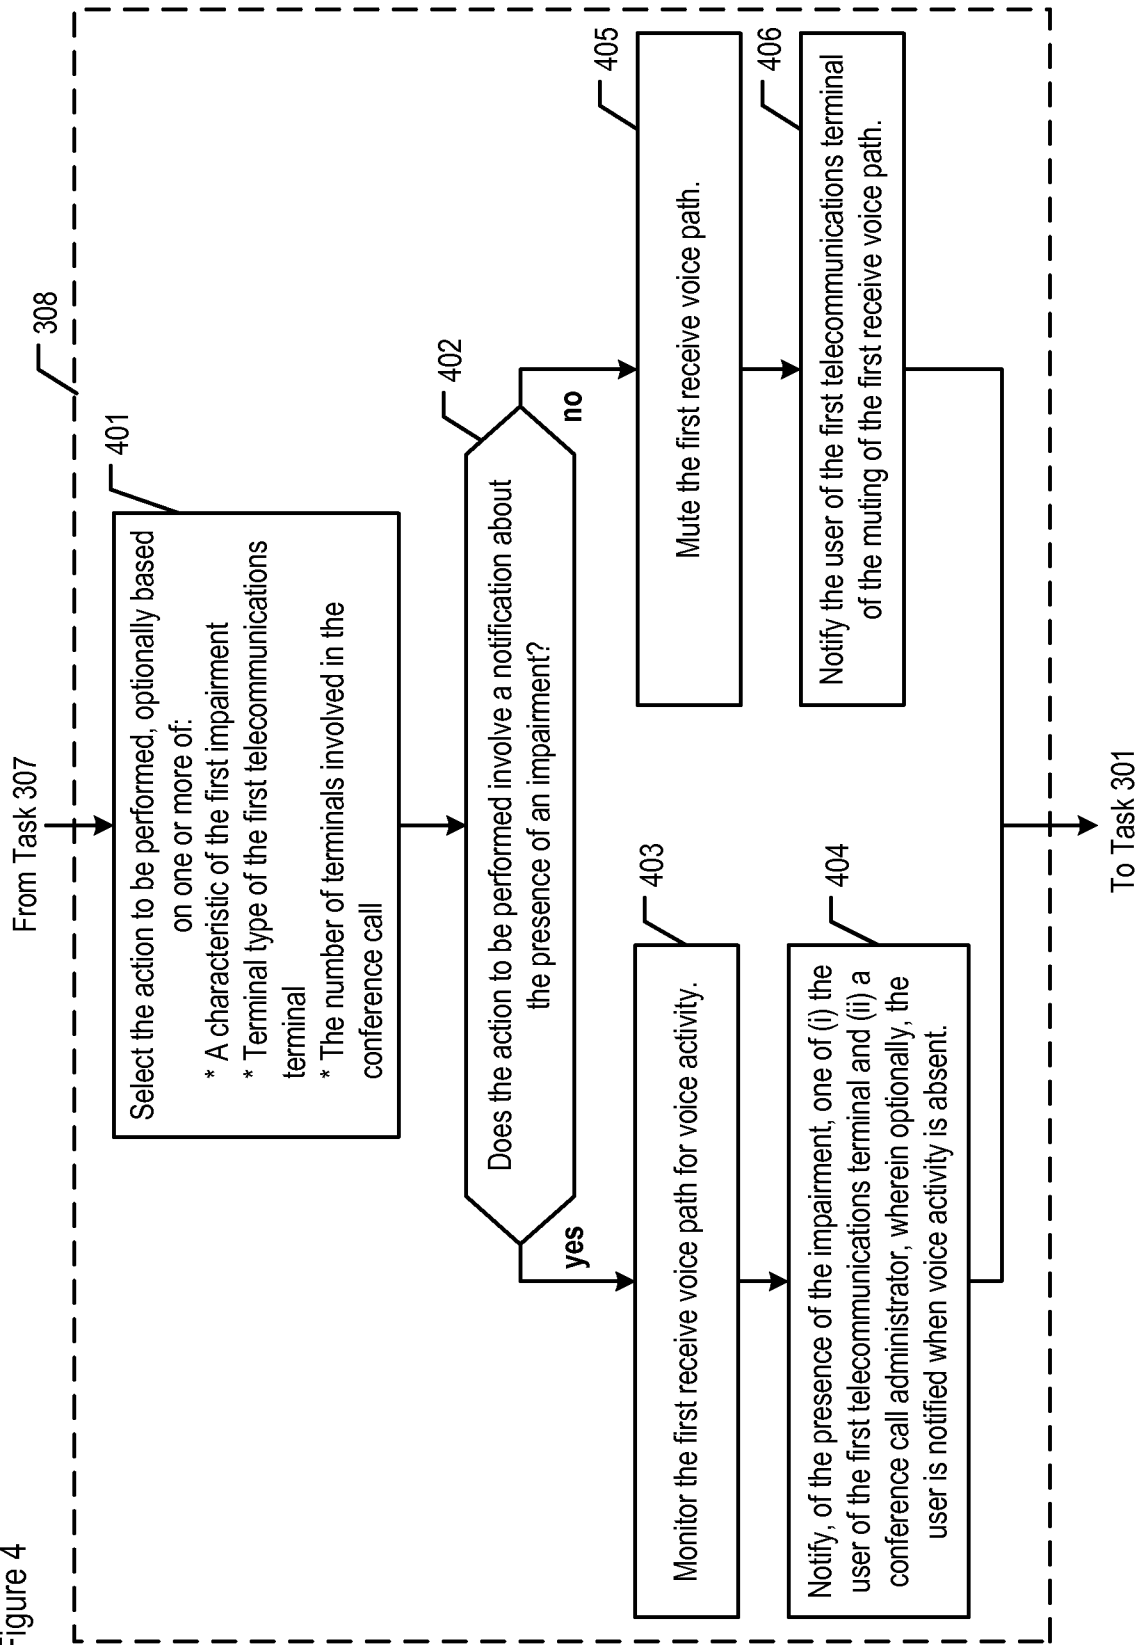 Figure 4
From Task 307
308
401
Select the action to be performed, optionally based
on one or more of:
* A characteristic of the first impairment
* Terminal type of the first telecommunications
terminal
* The number of terminals involved in the
conference call
402
Does the action to be performed involve a notification about
the presence of an impairment?
yes
no
403
Monitor the first receive voice path for voice activity.
404
Notify, of the presence of the impairment, one of (i) the
user of the first telecommunications terminal and (ii) a
conference call administrator, wherein optionally, the
user is notified when voice activity is absent.
405
Mute the first receive voice path.
406
Notify the user of the first telecommunications terminal
of the muting of the first receive voice path.
To Task 301